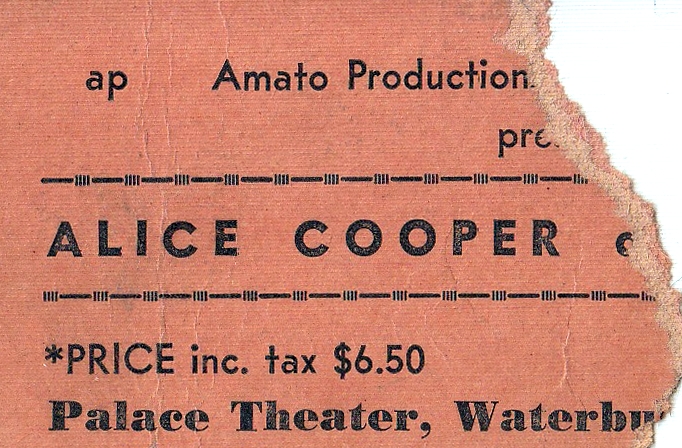 ap Amato Production
pre
ALICE COOPER
*PRICE inc. tax $6.50
Palace Theater, Waterbu